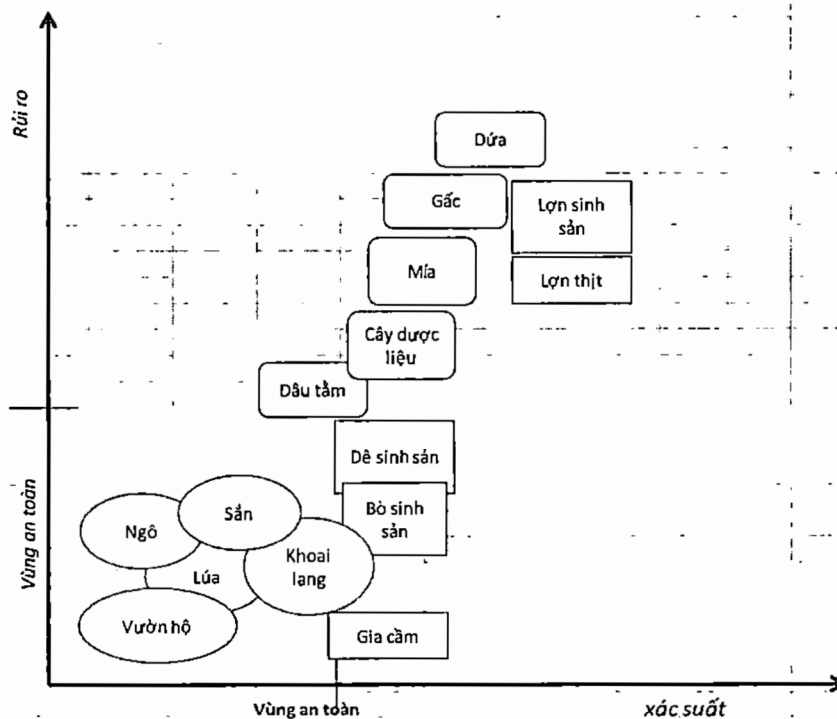 Rủi ro
Dứa
Gấc
Lợn sinh
sản
Mía
Lợn thịt
Cây dược
liệu
Dâu tằm
Vùng an toàn
Dê sinh sản
Sắn
Bò sinh
sản
Ngô
Khoai
lang
Lúa
Vườn hộ
Gia cầm
Vùng an toàn
xác suất